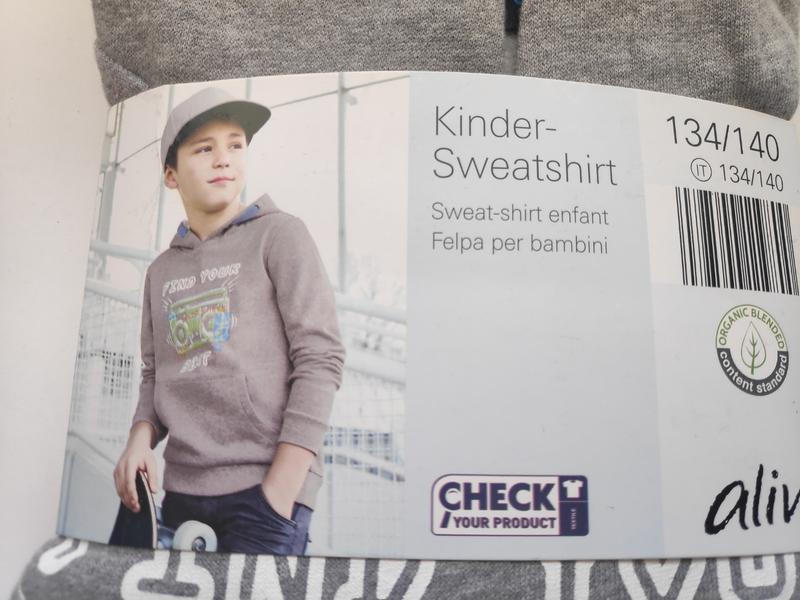 Kinder-
Sweatshirt
Sweat-shirt enfant
Felpa per bambini
134/140
IT 134/140
ORGANIC BLENDED
content standard
FIND YOUR
CHECK
YOUR PRODUCT
TEXTILE